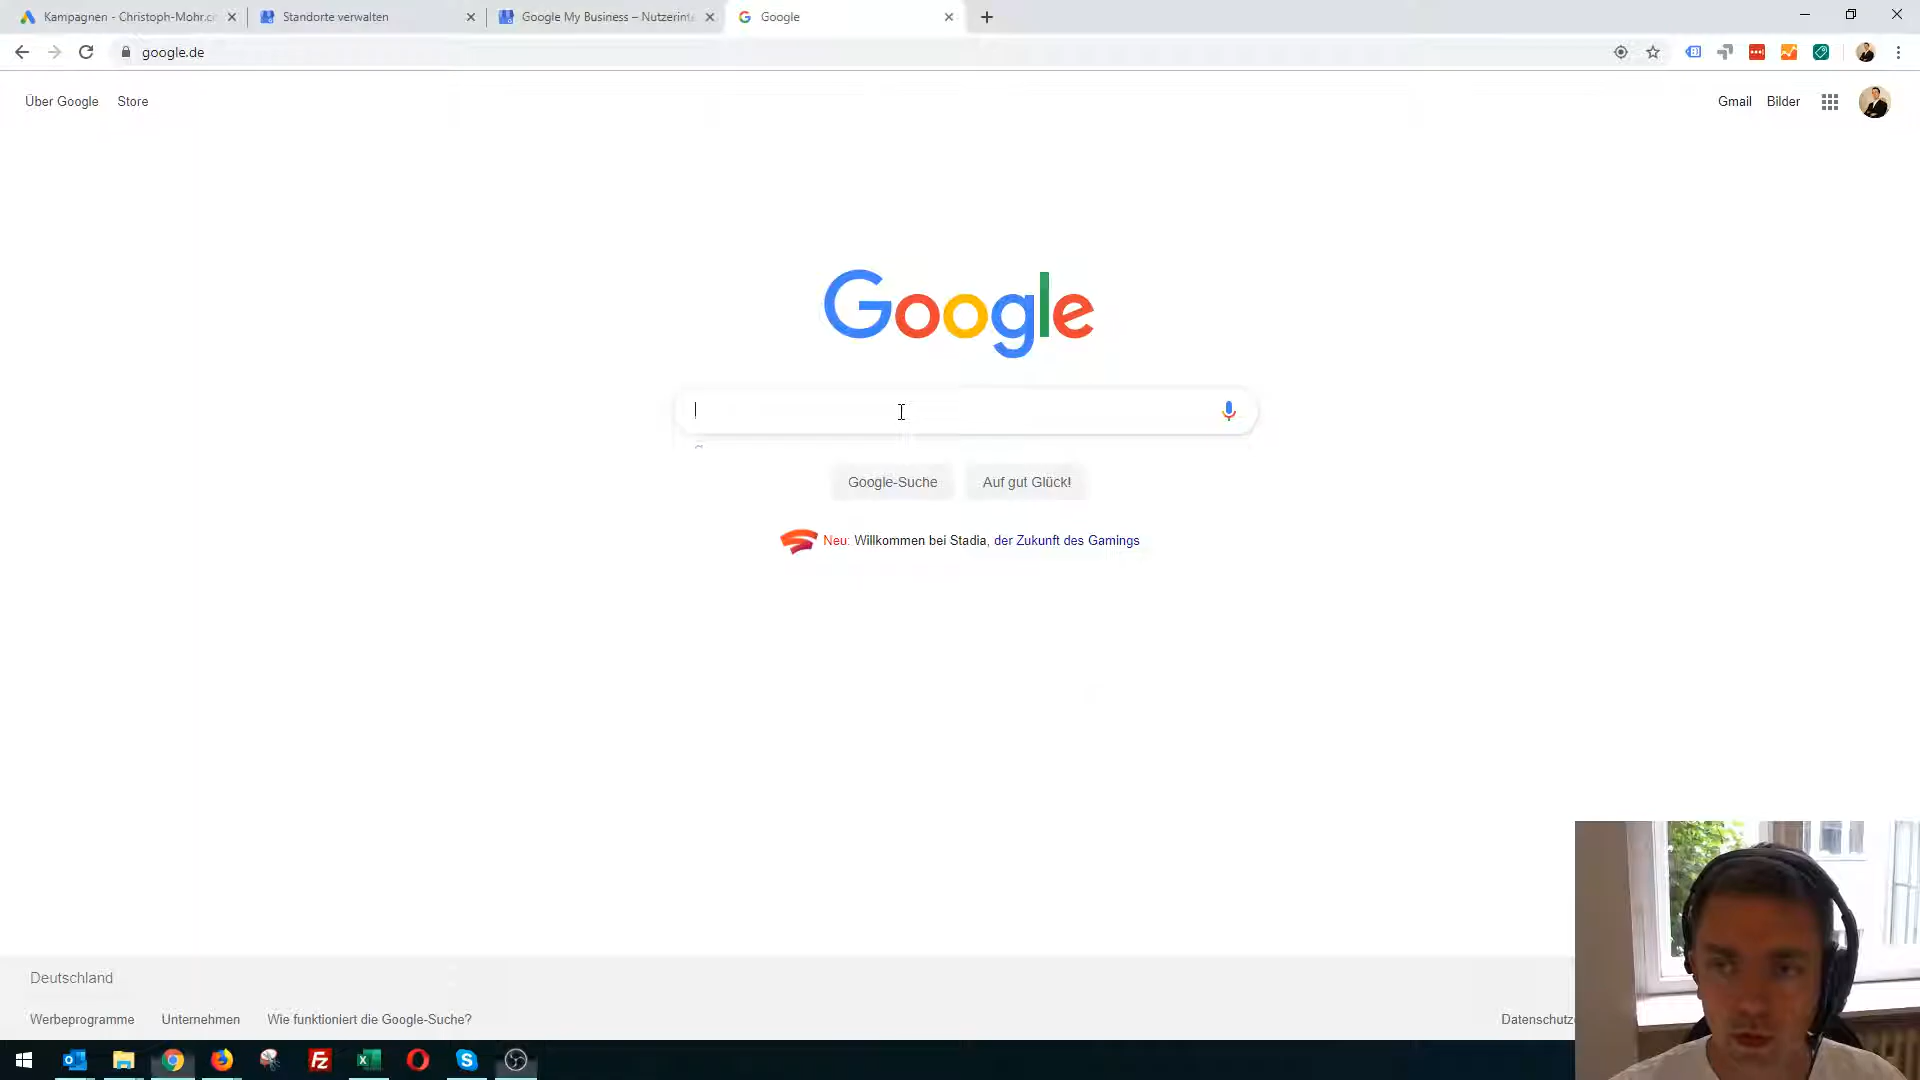 Kampagnen - Christoph-Mohr.c
Standorte verwalten
Google My Business – Nutzerinte
Google
google.de
Über Google
Store
Gmail
Bilder
Google
Google-Suche
Auf gut Glück!
Neu: Willkommen bei Stadia, der Zukunft des Gamings
Deutschland
Werbeprogramme
Unternehmen
Wie funktioniert die Google-Suche?
Datenschutz